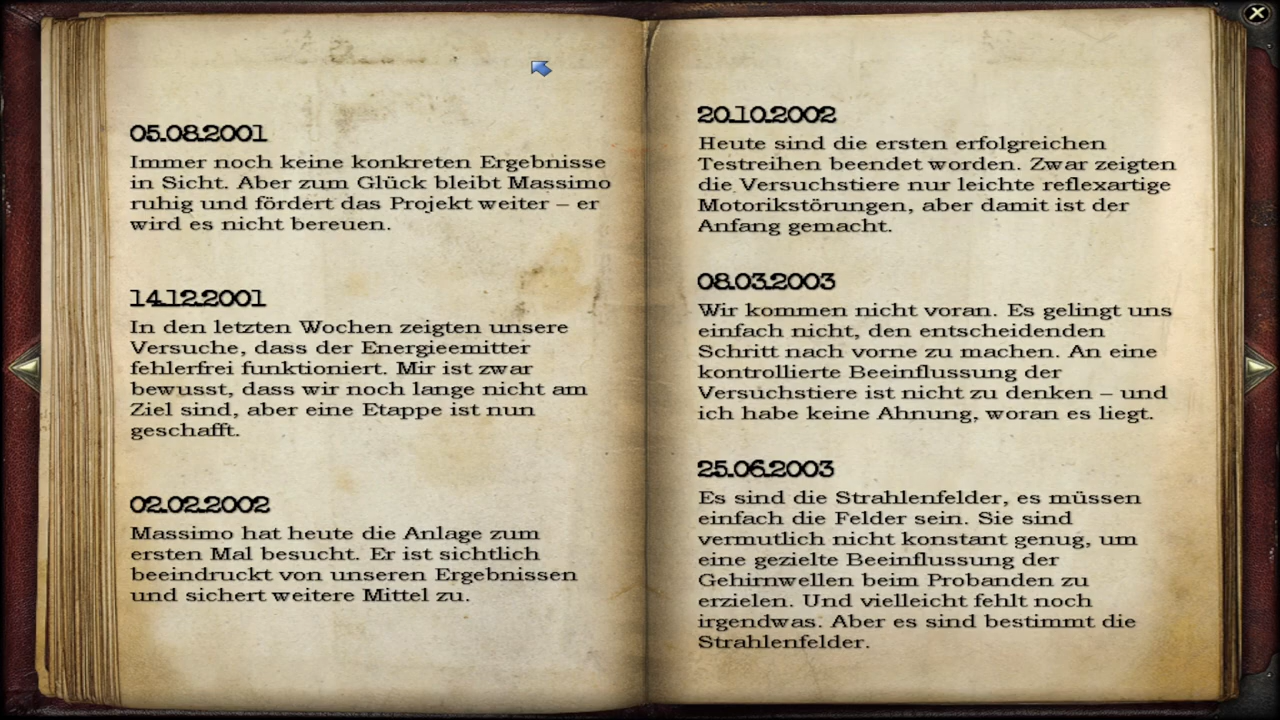 05.08.2001
Immer noch keine konkreten Ergebnisse
in Sicht. Aber zum Glück bleibt Massimo
ruhig und fördert das Projekt weiter – er
wird es nicht bereuen.
14.12.2001
In den letzten Wochen zeigten unsere
Versuche, dass der Energieemitter
fehlerfrei funktioniert. Mir ist zwar
bewusst, dass wir noch lange nicht am
Ziel sind, aber eine Etappe ist nun
geschafft.
02.02.2002
Massimo hat heute die Anlage zum
ersten Mal besucht. Er ist sichtlich
beeindruckt von unseren Ergebnissen
und sichert weitere Mittel zu.
20.10.2002
Heute sind die ersten erfolgreichen
Testreihen beendet worden. Zwar zeigten
die Versuchstiere nur leichte reflexartige
Motorikstörungen, aber damit ist der
Anfang gemacht.
08.03.2003
Wir kommen nicht voran. Es gelingt uns
einfach nicht, den entscheidenden
Schritt nach vorne zu machen. An eine
kontrollierte Beeinflussung der
Versuchstiere ist nicht zu denken – und
ich habe keine Ahnung, woran es liegt.
25.06.2003
Es sind die Strahlenfelder, es müssen
einfach die Felder sein. Sie sind
vermutlich nicht konstant genug, um
eine gezielte Beeinflussung der
Gehirnwellen beim Probanden zu
erzielen. Und vielleicht fehlt noch
irgendwas. Aber es sind bestimmt die
Strahlenfelder.